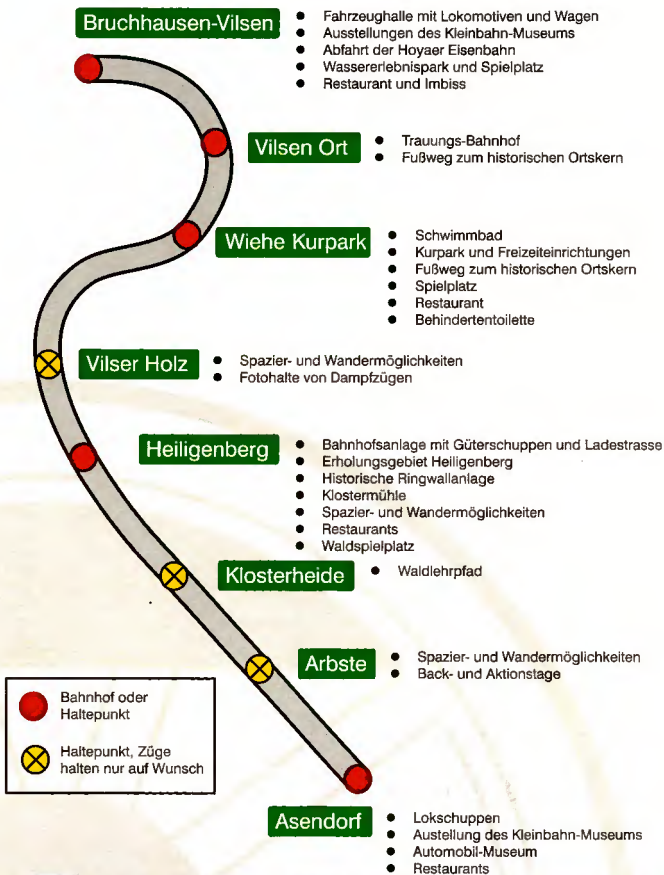 Bruchhausen-Vilsen
● Fahrzeughalle mit Lokomotiven und Wagen
● Ausstellungen des Kleinbahn-Museums
● Abfahrt der Hoyaer Eisenbahn
● Wassererlebnispark und Spielplatz
● Restaurant und Imbiss
Vilsen Ort
● Trauungs-Bahnhof
● Fußweg zum historischen Ortskern
Wiehe Kurpark
● Schwimmbad
● Kurpark und Freizeiteinrichtungen
● Fußweg zum historischen Ortskern
● Spielplatz
● Restaurant
● Behindertentoilette
Vilser Holz
● Spazier- und Wandermöglichkeiten
● Fotohalte von Dampfzügen
Heiligenberg
● Bahnhofsanlage mit Güterschuppen und Ladestrasse
● Erholungsgebiet Heiligenberg
● Historische Ringwallanlage
● Klostermühle
● Spazier- und Wandermöglichkeiten
● Restaurants
● Waldspielplatz
Klosterheide
● Waldlehrpfad
Arbste
● Spazier- und Wandermöglichkeiten
● Back- und Aktionstage
Bahnhof oder
Haltepunkt
Haltepunkt, Züge
halten nur auf Wunsch
Asendorf
● Lokschuppen
● Austellung des Kleinbahn-Museums
● Automobil-Museum
● Restaurants